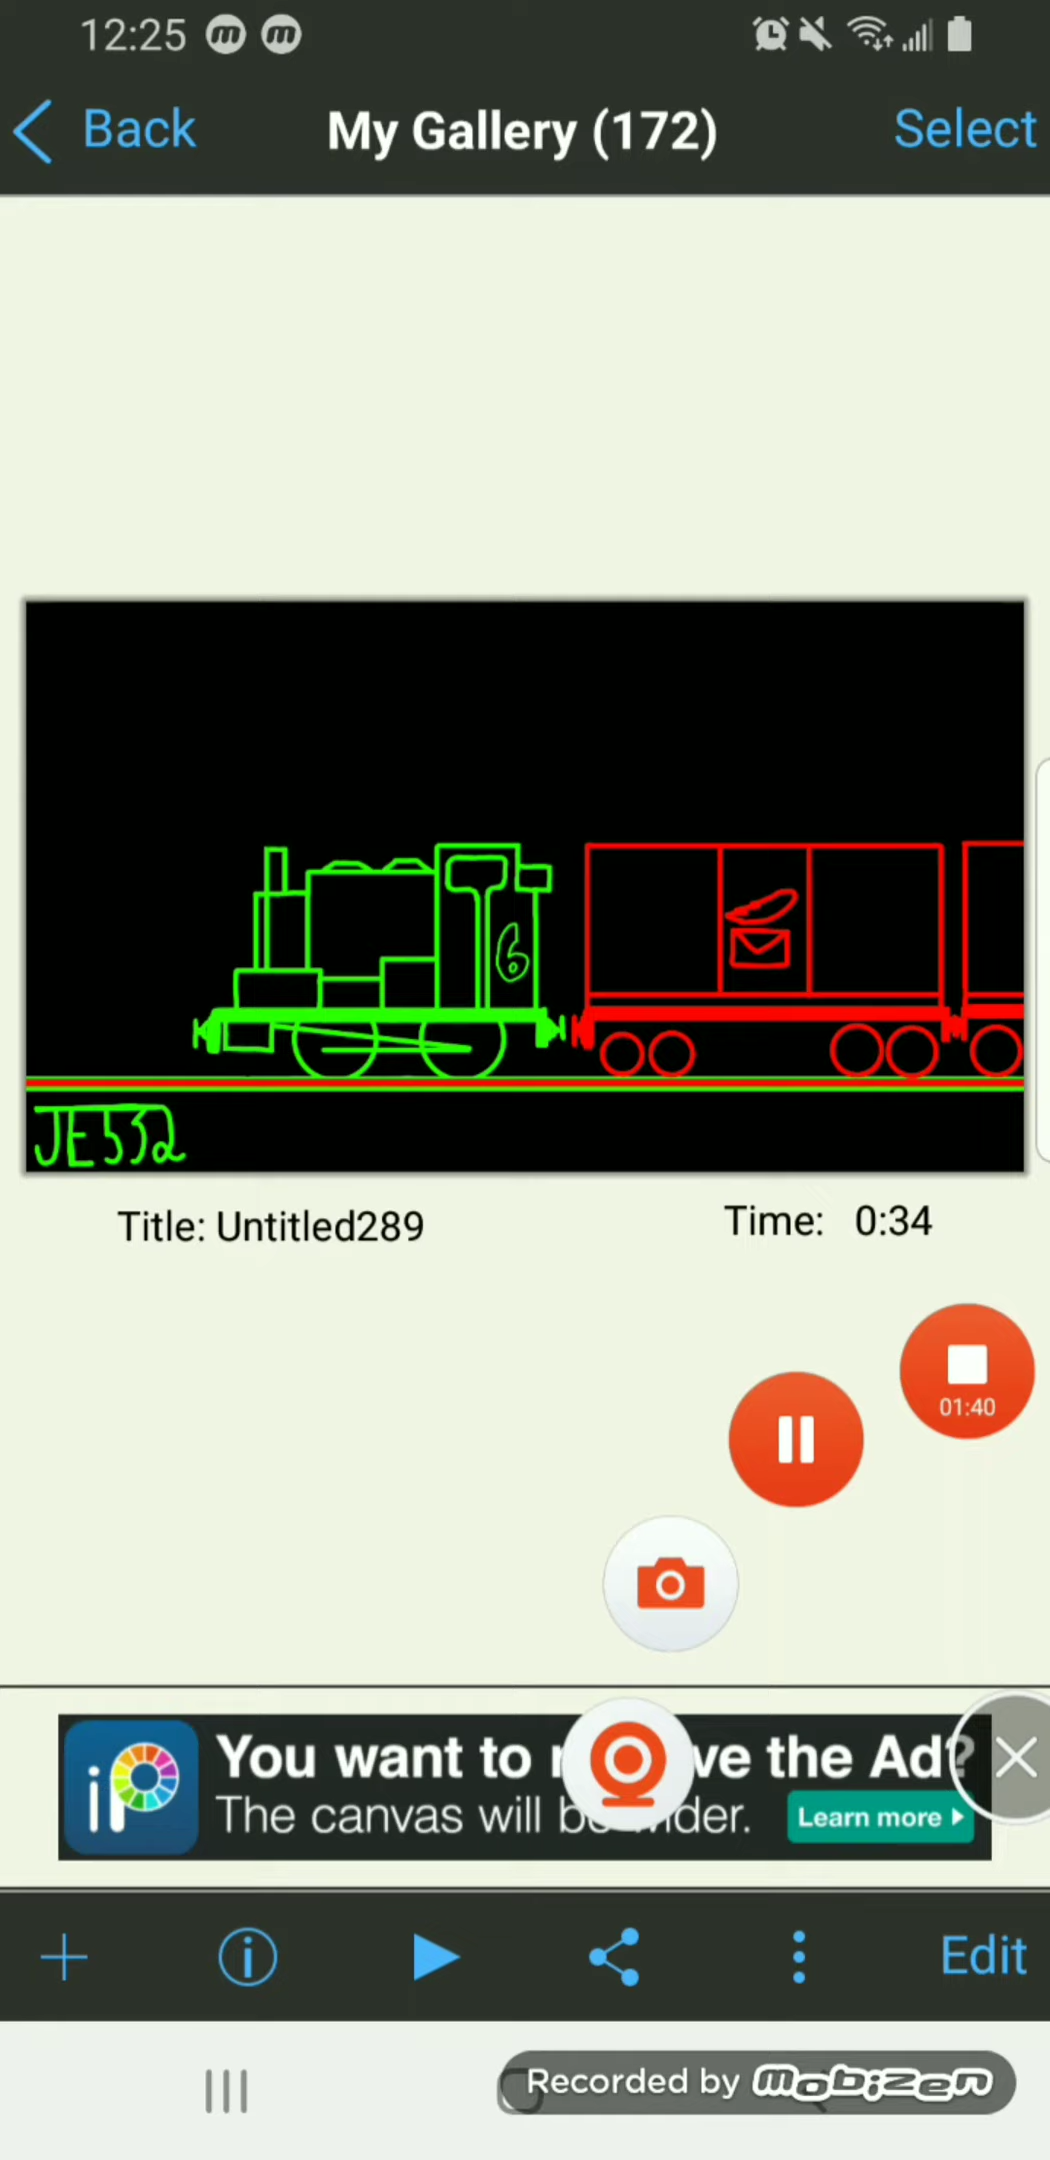 12:25
Back
My Gallery (172)
Select
6
JE532
Title: Untitled289
Time: 0:34
01:40
iP
You want to ve the Ad?
The canvas will der.
Learn more
Edit
Recorded by mobizen